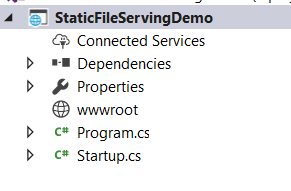 StaticFileServingDemo
Connected Services
Dependencies
Properties
wwwroot
C# Program.cs
C# Startup.cs